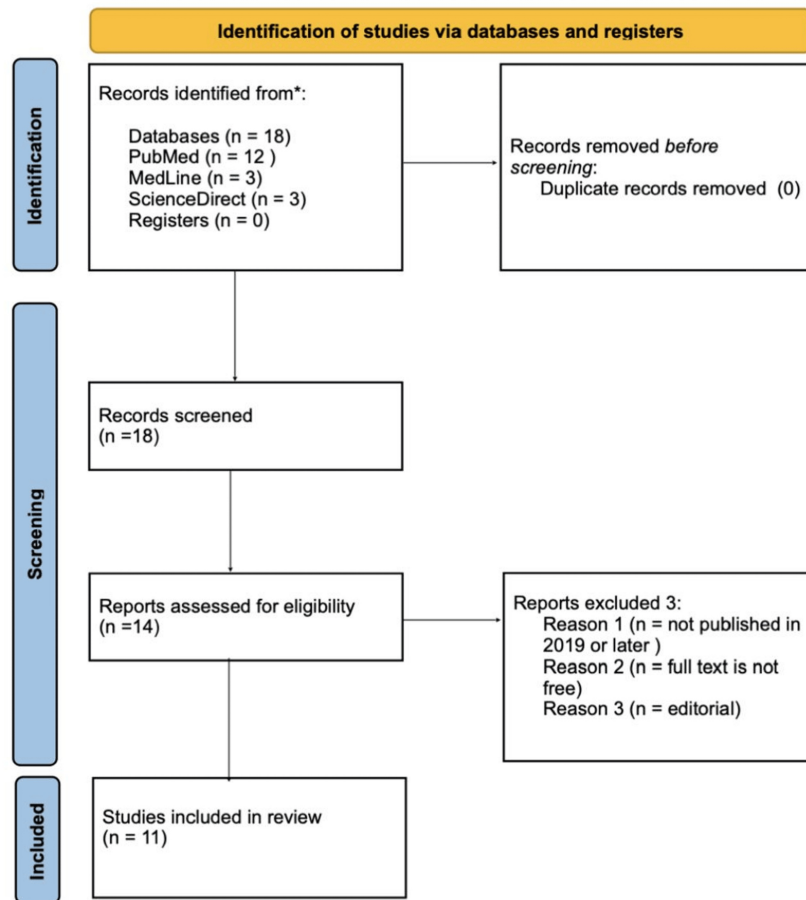 Identification of studies via databases and registers
Identification
Records identified from*:
Databases (n = 18)
PubMed (n = 12 )
MedLine (n = 3)
ScienceDirect (n = 3)
Registers (n = 0)
Records removed before
screening:
Duplicate records removed (0)
Screening
Records screened
(n =18)
Reports assessed for eligibility
(n =14)
Reports excluded 3:
Reason 1 (n = not published in
2019 or later )
Reason 2 (n = full text is not
free)
Reason 3 (n = editorial)
Included
Studies included in review
(n = 11)